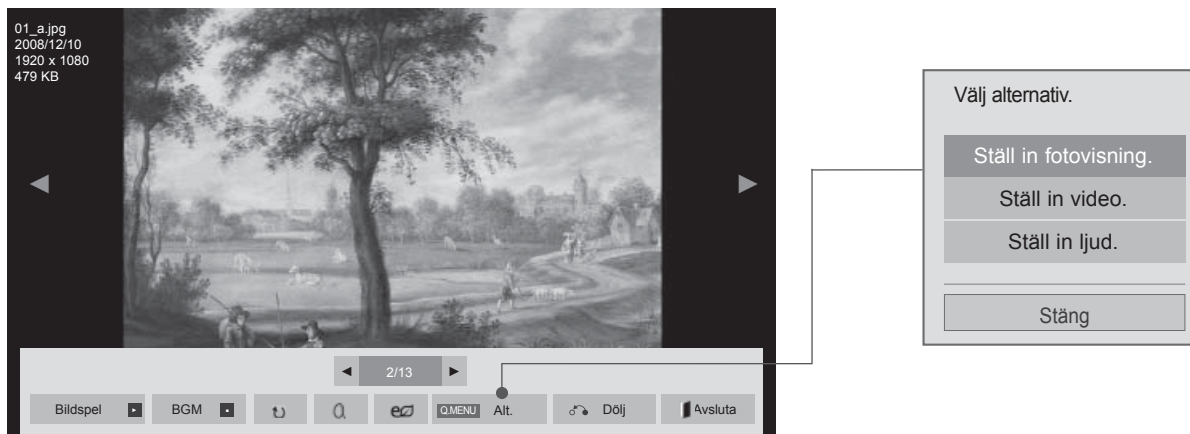 01_a.jpg
2008/12/10
1920 x 1080
479 KB
2/13
Bildspel BGM Q.MENU Alt. Dölj Avsluta
Välj alternativ.
Ställ in fotovisning.
Ställ in video.
Ställ in ljud.
Stäng